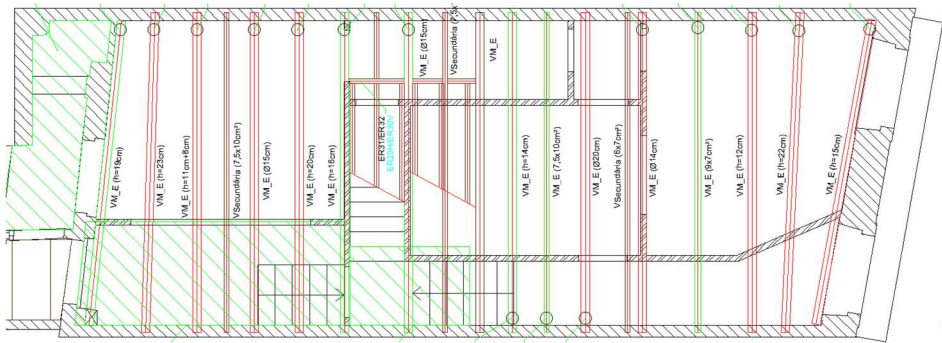 VM_E (h=19cm)
VM_E (h=23cm)
VM_E (h=11cm+8cm)
VSecundária (7,5x10cm²)
VM_E (Ø15cm)
VM_E (h=20cm)
VM_E (h=16cm)
ER31/ER32
VM_E (Ø15cm)
VSecundária (7,5x
VM_E
VM_E (h=14cm)
VM_E (7,5x10cm²)
VM_E (Ø20cm)
VSecundária (6x7cm²)
VM_E (Ø14cm)
VM_E (9x7cm²)
VM_E (h=12cm)
VM_E (h=22cm)
VM_E (h=15cm)